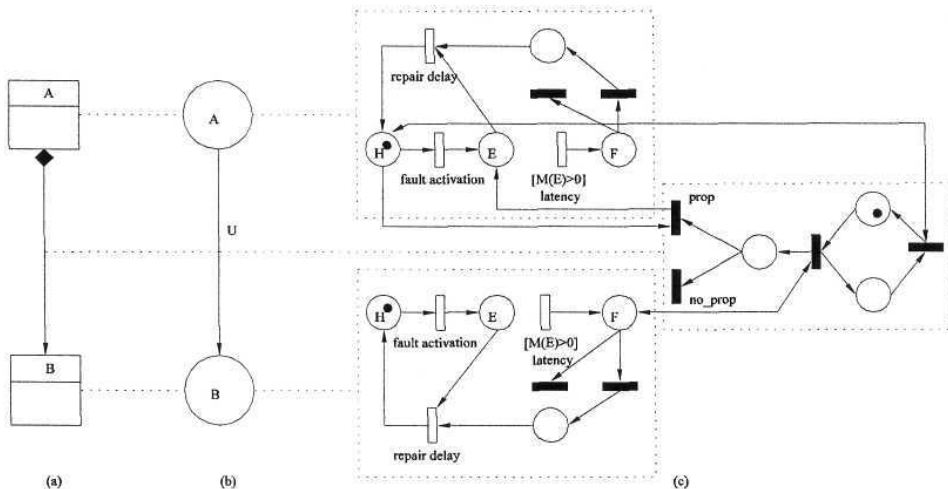 A
A
repair delay
H
E
F
fault activation
[M(E)>0]
latency
prop
U
no_prop
H
E
F
fault activation
[M(E)>0]
latency
B
B
repair delay
(a)
(b)
(c)